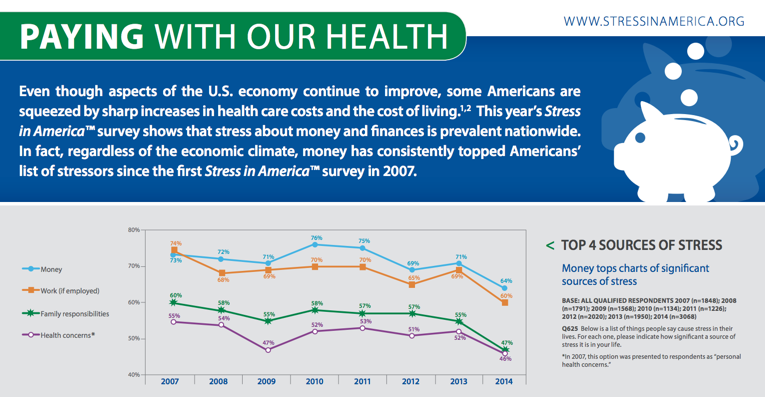 WWW.STRESSINAMERICA.ORG
PAYING WITH OUR HEALTH
Even though aspects of the U.S. economy continue to improve, some Americans are
squeezed by sharp increases in health care costs and the cost of living.1,2 This year's Stress
in America™ survey shows that stress about money and finances is prevalent nationwide.
In fact, regardless of the economic climate, money has consistently topped Americans'
list of stressors since the first Stress in America™ survey in 2007.
Money
Work (if employed)
Family responsibilities
Health concerns*
80%
70%
60%
50%
40%
73% 72% 71% 76% 75% 69% 71% 64%
74% 68% 69% 70% 70% 65% 69% 60%
60% 58% 55% 58% 57% 57% 55% 47%
55% 54% 47% 52% 53% 51% 52% 46%
2007 2008 2009 2010 2011 2012 2013 2014
< TOP 4 SOURCES OF STRESS
Money tops charts of significant
sources of stress
BASE: ALL QUALIFIED RESPONDENTS 2007 (n=1848); 2008
(n=1791); 2009 (n=1568); 2010 (n=1134); 2011 (n=1226);
2012 (n=2020); 2013 (n=1950); 2014 (n=3068)
Q625 Below is a list of things people say cause stress in their
lives. For each one, please indicate how significant a source of
stress it is in your life.
*In 2007, this option was presented to respondents as "personal
health concerns."